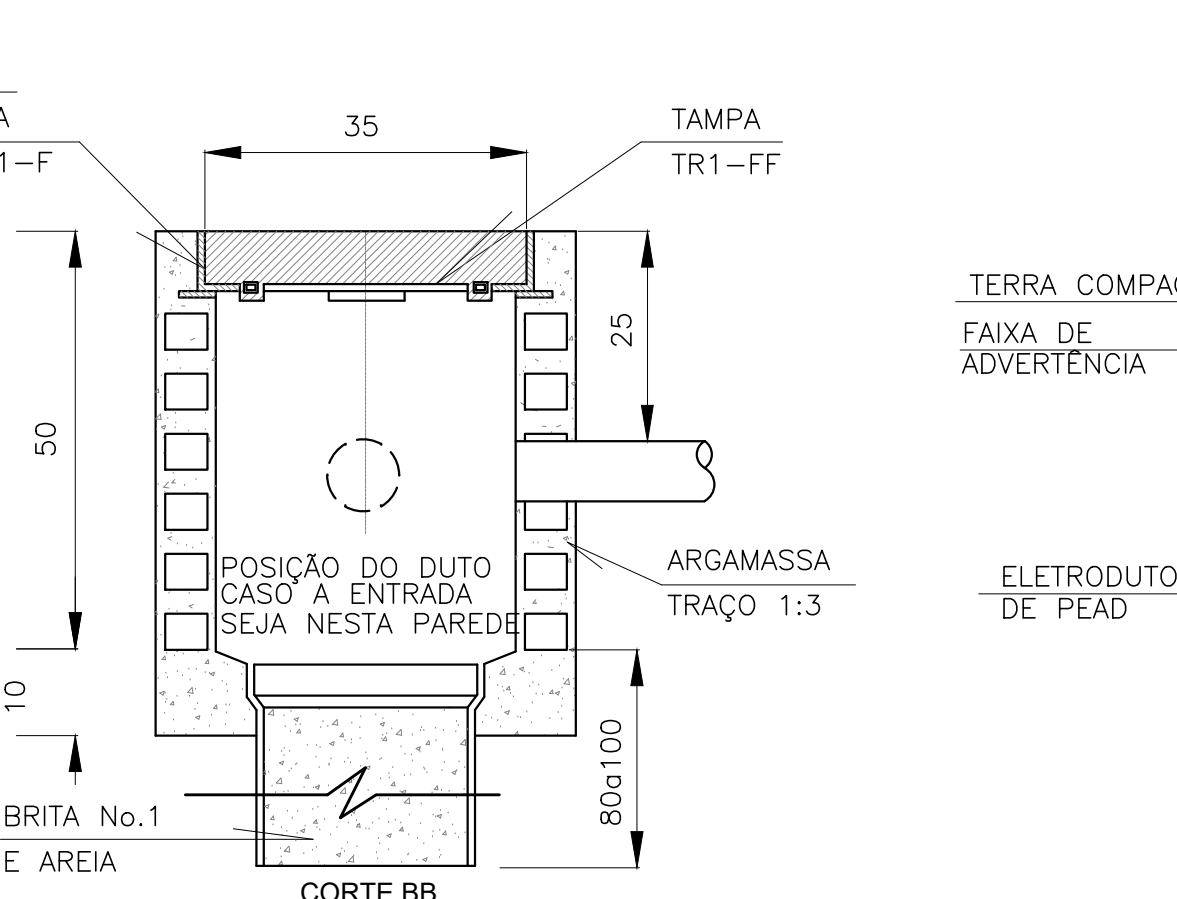 35
TAMPA
TR1-FF
1-F
TERRA COMPAC
FAIXA DE
ADVERTÊNCIA
25
50
POSIÇÃO DO DUTO
CASO A ENTRADA
SEJA NESTA PAREDE
ARGAMASSA
TRAÇO 1:3
ELETRODUTO
DE PEAD
10
80a100
BRITA No.1
E AREIA
CORTE BB